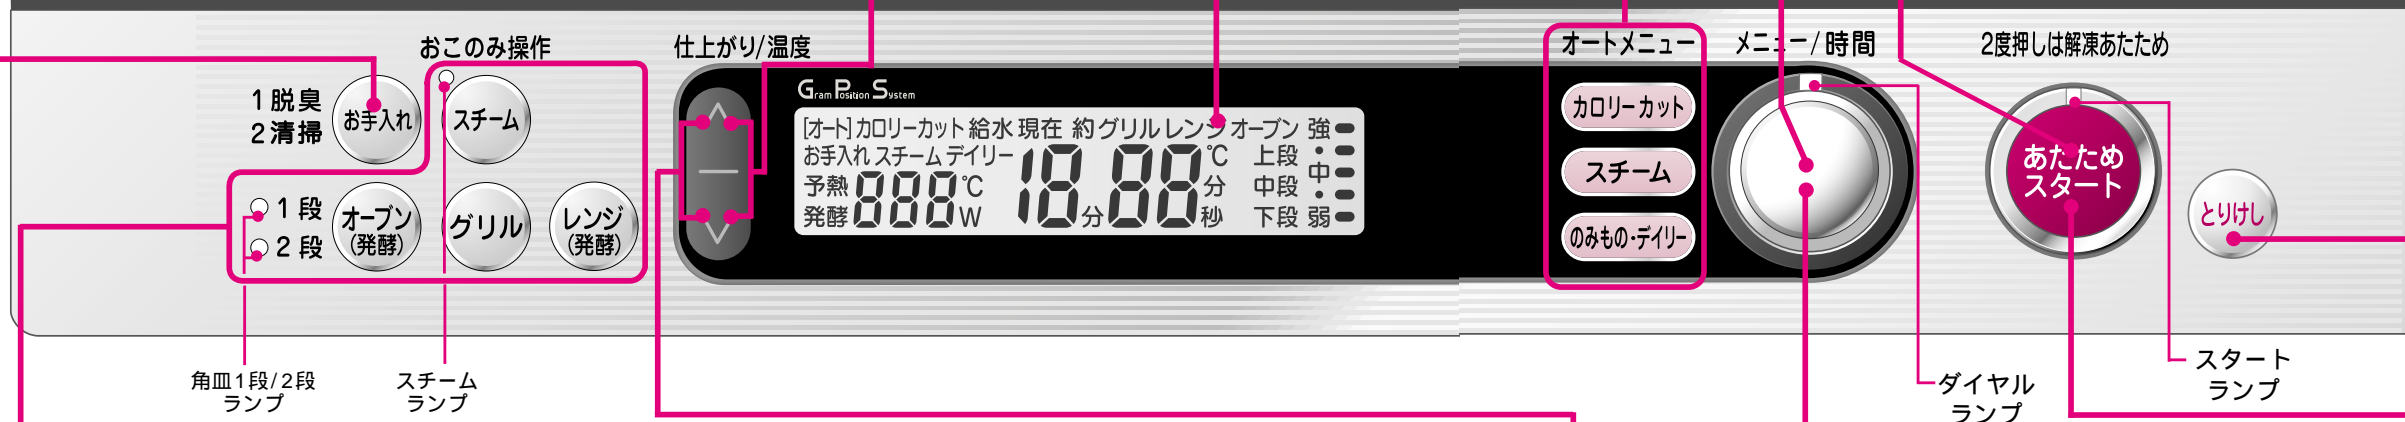 おこのみ操作
1 脱臭
2 清掃
お手入れ
スチーム
1 段
2 段
オーブン
(発酵)
グリル
レンジ
(発酵)
角皿1段/2段
ランプ
スチーム
ランプ
仕上がり/温度
Gram Position System
[オート] カロリーカット 給水 現在 約 グリル レンジ オーブン 強
お手入れ スチーム デイリー 18 88 ℃ 上段
予熱 888 ℃ 分 中段 中
発酵 W 分 秒 下段 弱
オートメニュー
カロリーカット
スチーム
のみもの・デイリー
メニュー/時間
ダイヤル
ランプ
2度押しは解凍あたため
あたため
スタート
スタート
ランプ
とりけし